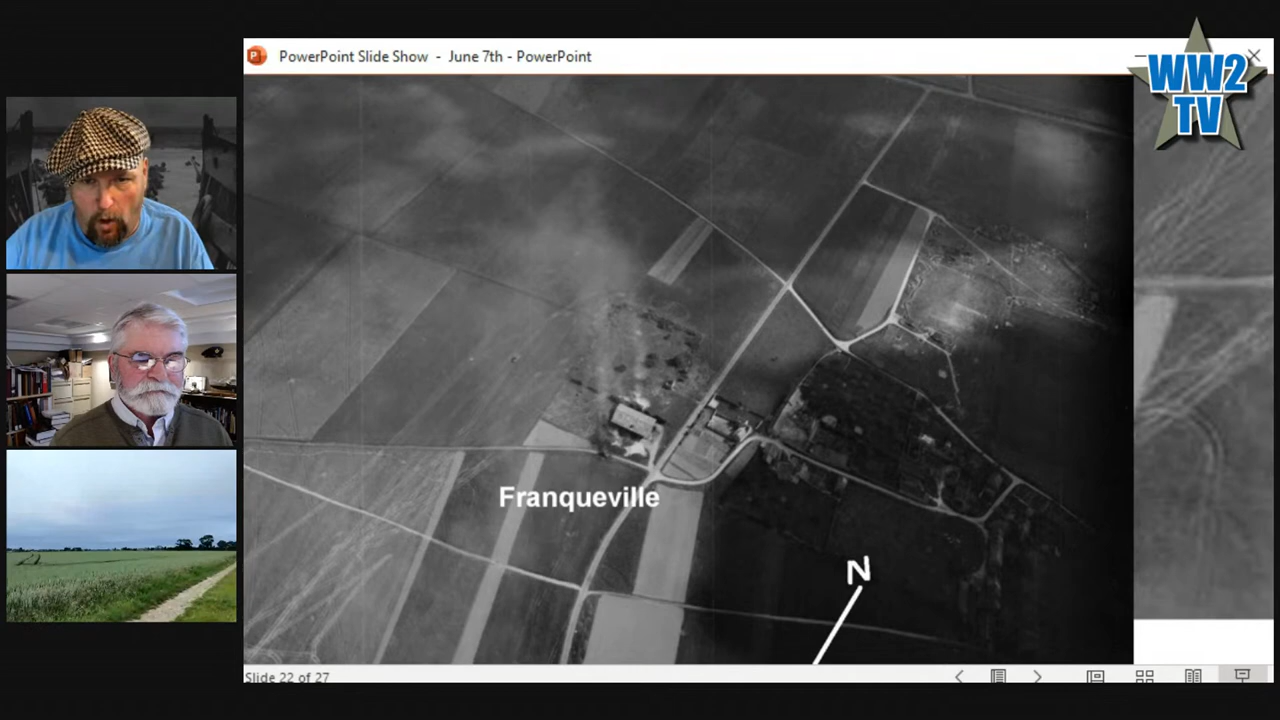 PowerPoint Slide Show - June 7th - PowerPoint
WW2
TV
Franqueville
N
Slide 22 of 27